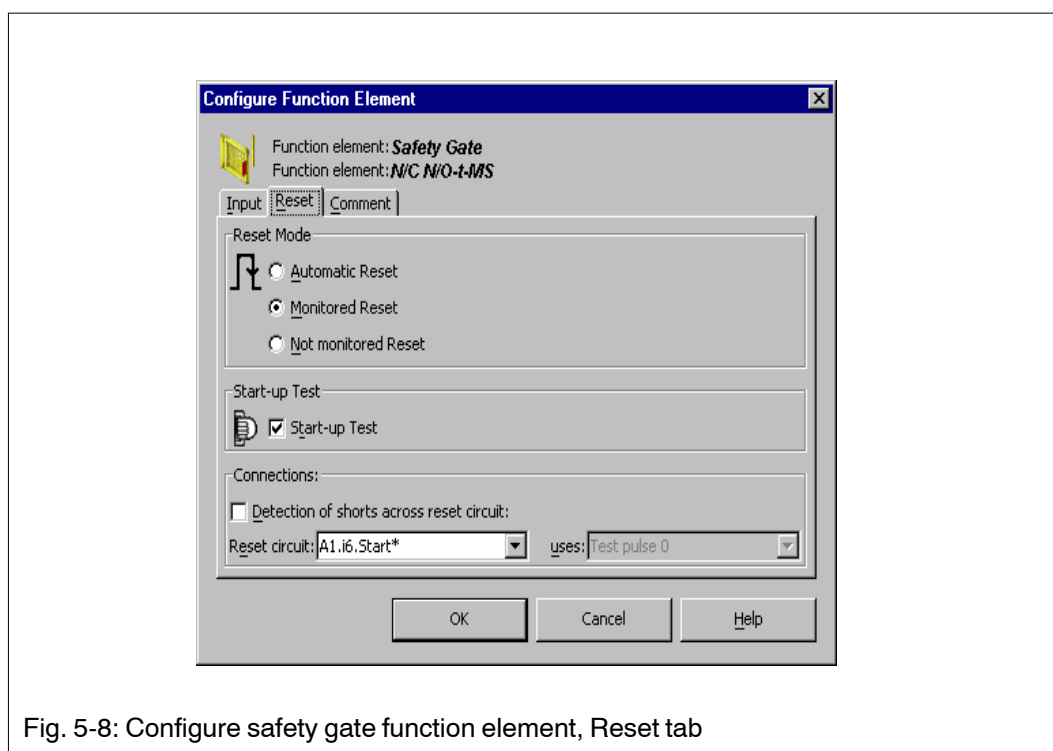 Configure Function Element
Function element: Safety Gate
Function element: N/C N/O-t-MS
Input Reset Comment
Reset Mode
Automatic Reset
Monitored Reset
Not monitored Reset
Start-up Test
Start-up Test
Connections:
Detection of shorts across reset circuit:
Reset circuit: A1.i6.Start* uses: Test pulse 0
OK Cancel Help
Fig. 5-8: Configure safety gate function element, Reset tab